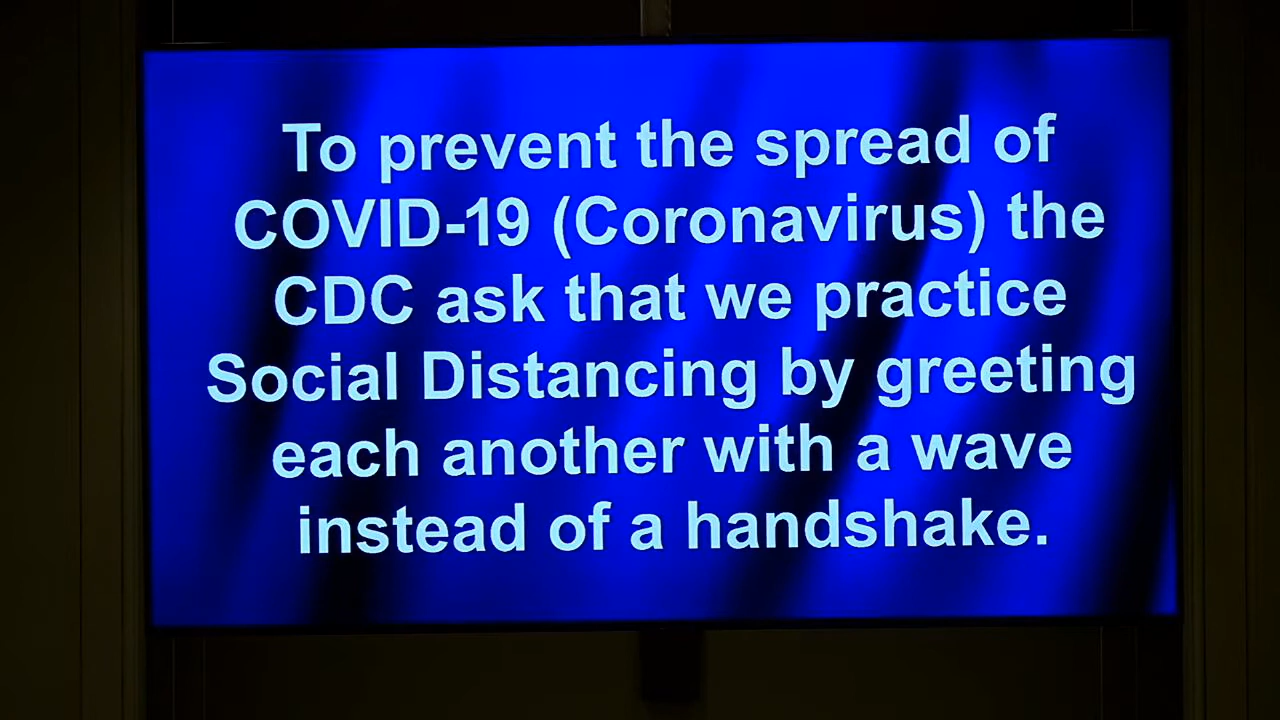 To prevent the spread of
COVID-19 (Coronavirus) the
CDC ask that we practice
Social Distancing by greeting
each another with a wave
instead of a handshake.